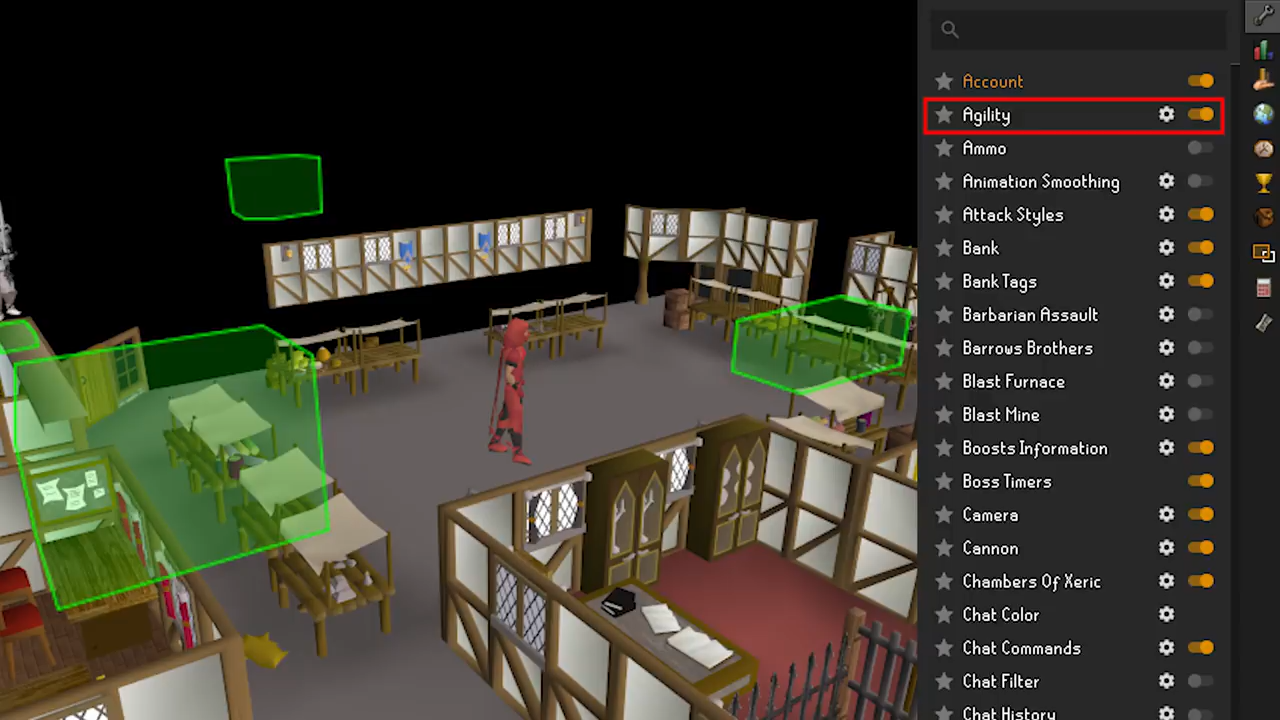 Account
Agility
Ammo
Animation Smoothing
Attack Styles
Bank
Bank Tags
Barbarian Assault
Barrows Brothers
Blast Furnace
Blast Mine
Boosts Information
Boss Timers
Camera
Cannon
Chambers Of Xeric
Chat Color
Chat Commands
Chat Filter
Chat History